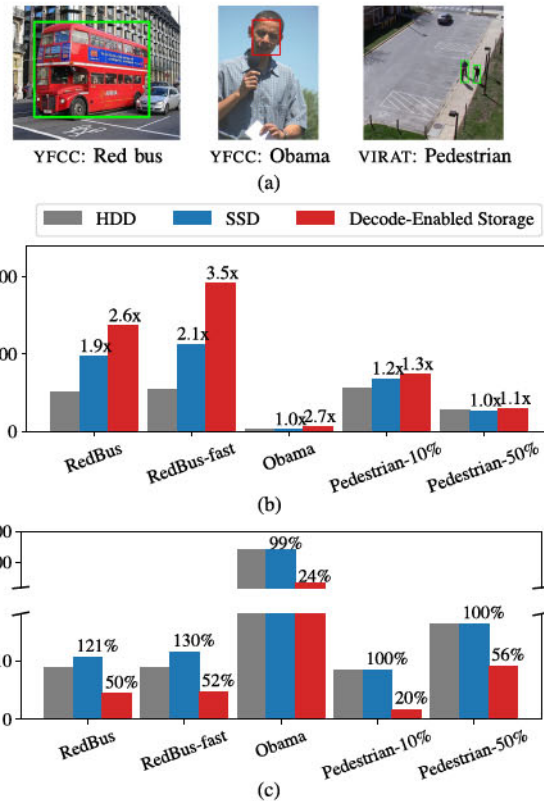 YFCC: Red bus YFCC: Obama VIRAT: Pedestrian
(a)
HDD SSD Decode-Enabled Storage
00
3.5x
2.6x
1.9x
2.1x
00
1.0x
2.7x
1.2x
1.3x
1.0x
1.1x
0
RedBus RedBus-fast Obama Pedestrian-10% Pedestrian-50%
(b)
00
00
99%
24%
121%
50%
130%
52%
100%
20%
100%
56%
10
0
RedBus RedBus-fast Obama Pedestrian-10% Pedestrian-50%
(c)